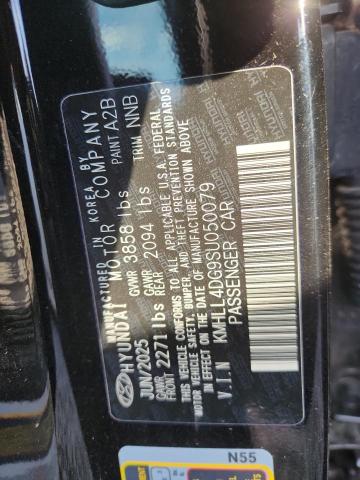 MANUFACTURED IN KOREA BY
HYUNDAI MOTOR COMPANY
JUN/2025 GVWR 3858 lbs PAINT A2B
GAWR FRONT 2271 lbs GAWR REAR 2094 lbs TRIM NNB
THIS VEHICLE CONFORMS TO ALL APPLICABLE U.S.A. FEDERAL
MOTOR VEHICLE SAFETY, BUMPER, AND THEFT PREVENTION STANDARDS
IN EFFECT ON THE DATE OF MANUFACTURE SHOWN ABOVE
V.I.N KMHLL4DG9SU050079
PASSENGER CAR
N55